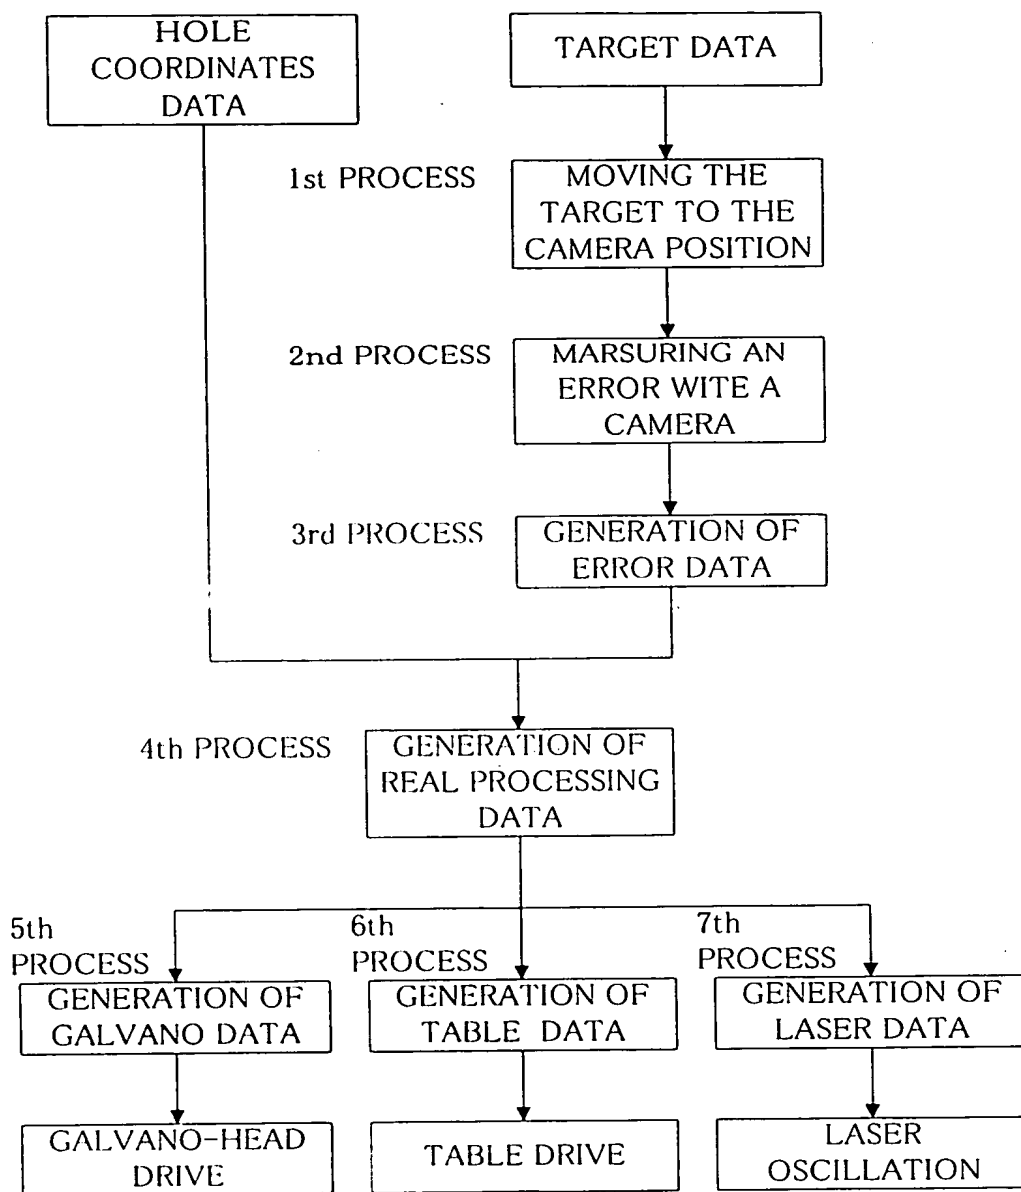 HOLE
COORDINATES
DATA
TARGET DATA
1st PROCESS
MOVING THE
TARGET TO THE
CAMERA POSITION
2nd PROCESS
MARSURING AN
ERROR WITE A
CAMERA
3rd PROCESS
GENERATION OF
ERROR DATA
4th PROCESS
GENERATION OF
REAL PROCESSING
DATA
5th
PROCESS
GENERATION OF
GALVANO DATA
6th
PROCESS
GENERATION OF
TABLE DATA
7th
PROCESS
GENERATION OF
LASER DATA
GALVANO-HEAD
DRIVE
TABLE DRIVE
LASER
OSCILLATION